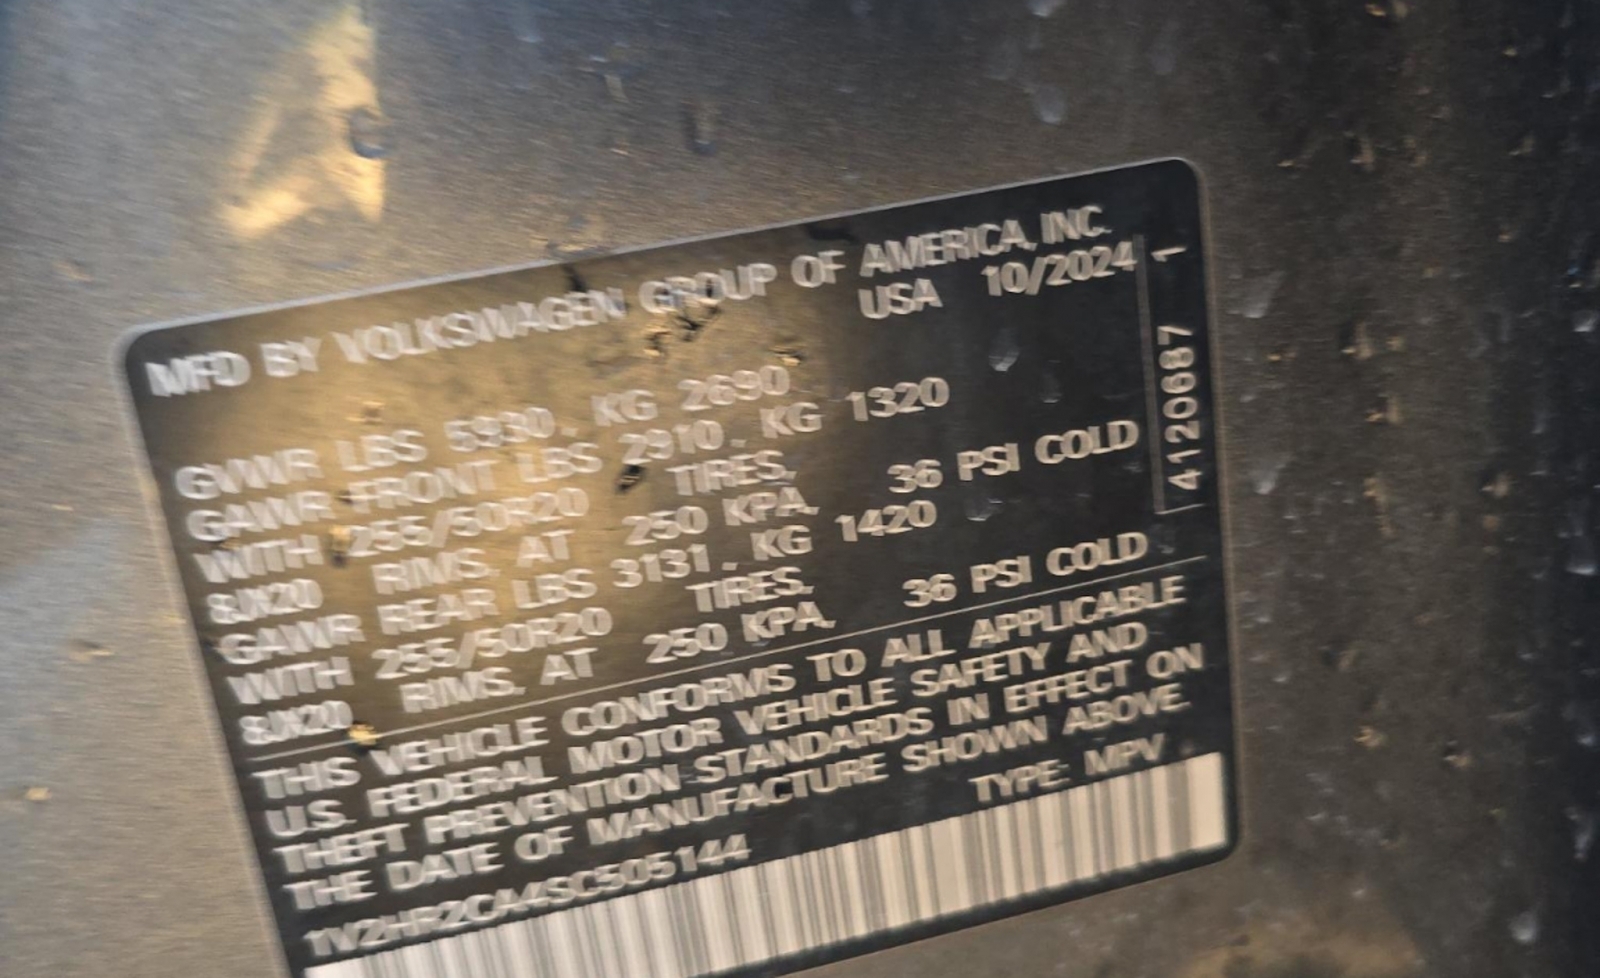 MFD BY VOLKSWAGEN GROUP OF AMERICA, INC.
USA 10/2024
GVWR LBS 5930, KG 2690
GAWR FRONT LBS 2910, KG 1320
WITH 255/50R20 TIRES,
8JX20 RIMS, AT 250 KPA, 36 PSI COLD
GAWR REAR LBS 3131, KG 1420
WITH 255/50R20 TIRES,
8JX20 RIMS, AT 250 KPA, 36 PSI COLD
THIS VEHICLE CONFORMS TO ALL APPLICABLE
U.S. FEDERAL MOTOR VEHICLE SAFETY AND
THEFT PREVENTION STANDARDS IN EFFECT ON
THE DATE OF MANUFACTURE SHOWN ABOVE.
TYPE: MPV
1V2HR2CA4SC505144
4120687 1